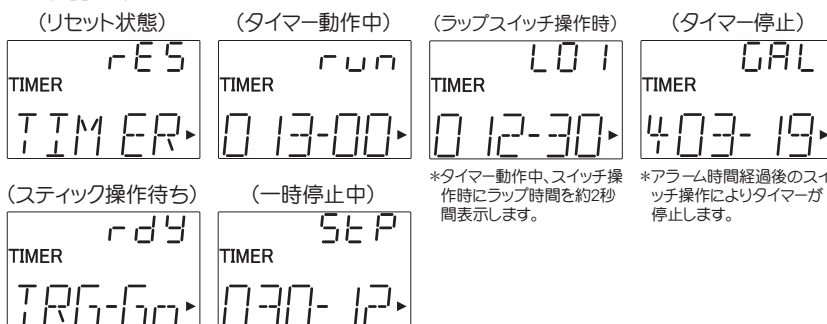 (リセット状態)
rES
TIMER
TIMER
(タイマー動作中)
run
TIMER
013-00
(ラップスイッチ操作時)
L01
TIMER
012-30
*タイマー動作中、スイッチ操
作時にラップ時間を約2秒
間表示します。
(タイマー停止)
GAL
TIMER
403-19
*アラーム時間経過後のスイ
ッチ操作によりタイマーが
停止します。
(スティック操作待ち)
rdY
TIMER
TRG-Go
(一時停止中)
StP
TIMER
030-12